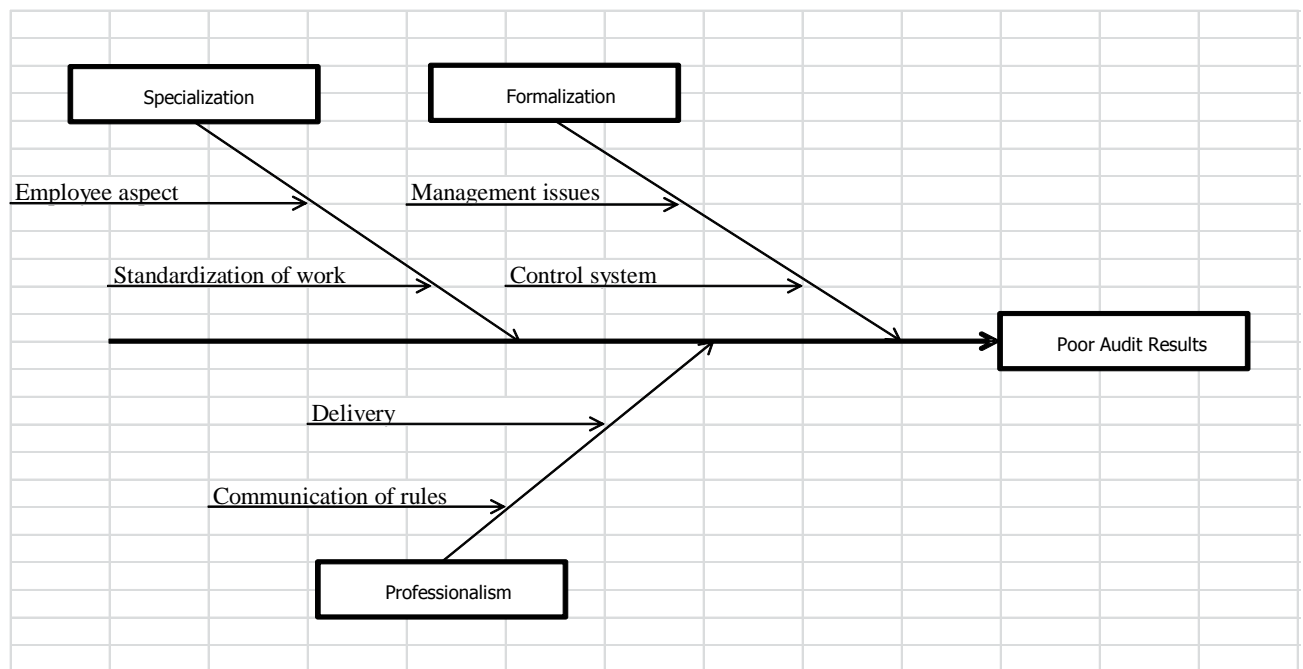 Specialization
Formalization
Employee aspect
Management issues
Standardization of work
Control system
Poor Audit Results
Delivery
Communication of rules
Professionalism